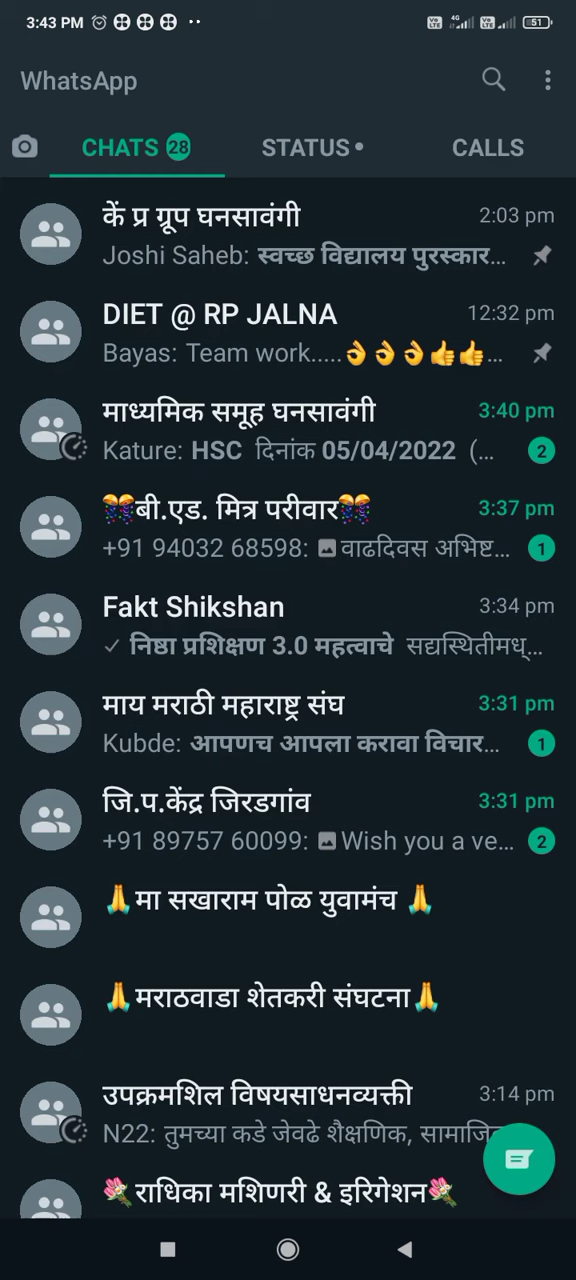 3:43 PM
51
WhatsApp
CHATS 28 STATUS CALLS
कें प्र ग्रूप घनसावंगी 2:03 pm
Joshi Saheb: स्वच्छ विद्यालय पुरस्कार...
DIET @ RP JALNA 12:32 pm
Bayas: Team work.....👌👌👌👍👍...
माध्यमिक समूह घनसावंगी 3:40 pm
Kature: HSC दिनांक 05/04/2022 (... 2
🎊बी.एड. मित्र परीवार🎊 3:37 pm
+91 94032 68598: वाढदिवस अभिष्ट... 1
Fakt Shikshan 3:34 pm
निष्ठा प्रशिक्षण 3.0 महत्वाचे सद्यस्थितीमध्...
माय मराठी महाराष्ट्र संघ 3:31 pm
Kubde: आपणच आपला करावा विचार... 1
जि.प.केंद्र जिरडगांव 3:31 pm
+91 89757 60099: Wish you a ve... 2
🙏मा सखाराम पोळ युवामंच 🙏
🙏मराठवाडा शेतकरी संघटना🙏
उपक्रमशिल विषयसाधनव्यक्ती 3:14 pm
N22: तुमच्या कडे जेवढे शैक्षणिक, सामाजि
💐राधिका मशिणरी & इरिगेशन💐